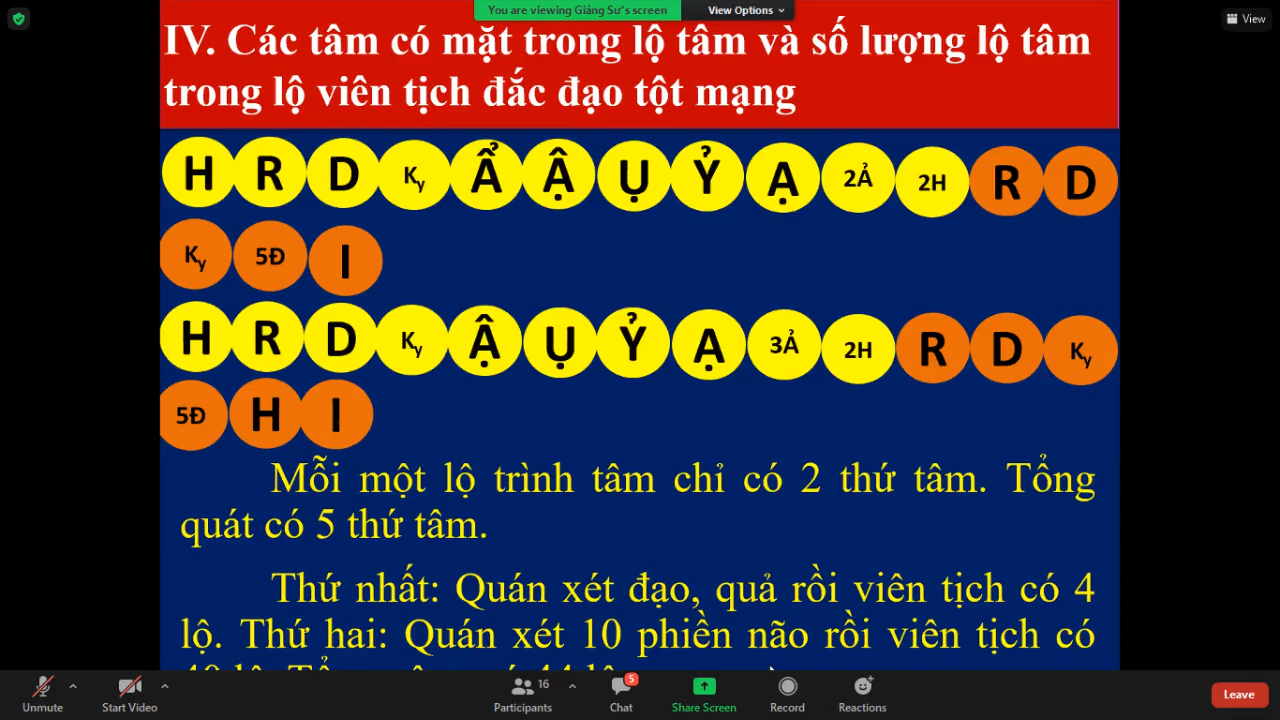 You are viewing Giảng Sư's screen
View Options
View
IV. Các tâm có mặt trong lộ tâm và số lượng lộ tâm
trong lộ viên tịch đắc đạo tột mạng
H R D Ky Ẩ Ậ Ụ Ỷ Ạ 2Ả 2H R D
Ky 5Đ I
H R D Ky Ậ Ụ Ỷ Ạ 3Ả 2H R D Ky
5Đ H I
Mỗi một lộ trình tâm chỉ có 2 thứ tâm. Tổng
quát có 5 thứ tâm.
Thứ nhất: Quán xét đạo, quả rồi viên tịch có 4
lộ. Thứ hai: Quán xét 10 phiền não rồi viên tịch có
Unmute
Start Video
16
Participants
5
Chat
Share Screen
Record
Reactions
Leave